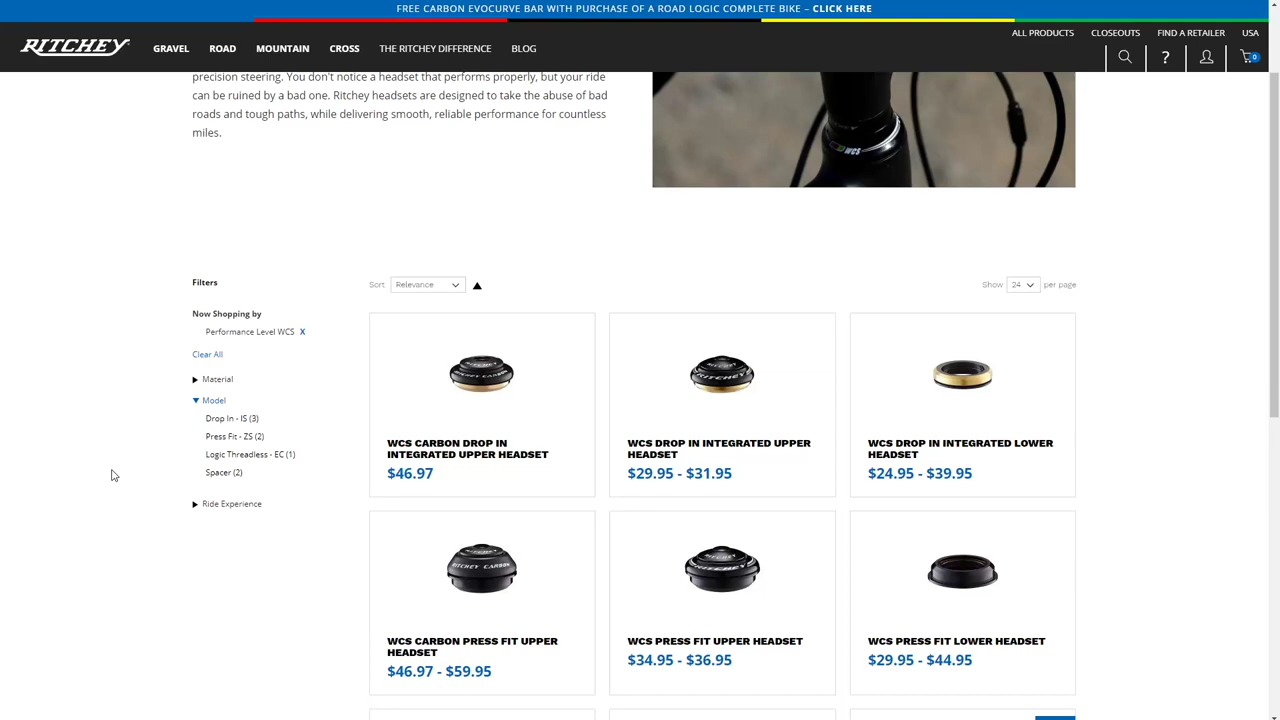 FREE CARBON EVOCURVE BAR WITH PURCHASE OF A ROAD LOGIC COMPLETE BIKE – CLICK HERE
ALL PRODUCTS CLOSEOUTS FIND A RETAILER USA
RITCHEY GRAVEL ROAD MOUNTAIN CROSS THE RITCHEY DIFFERENCE BLOG
? 0
precision steering. You don't notice a headset that performs properly, but your ride
can be ruined by a bad one. Ritchey headsets are designed to take the abuse of bad
roads and tough paths, while delivering smooth, reliable performance for countless
miles.
WCS
Filters
Sort Relevance
Show 24 per page
Now Shopping by
Performance Level WCS X
Clear All
Material
Model
Drop In - IS (3)
Press Fit - ZS (2)
Logic Threadless - EC (1)
Spacer (2)
Ride Experience
RITCHEY CARBON
WCS CARBON DROP IN
INTEGRATED UPPER HEADSET
$46.97
RITCHEY
WCS DROP IN INTEGRATED UPPER
HEADSET
$29.95 - $31.95
WCS DROP IN INTEGRATED LOWER
HEADSET
$24.95 - $39.95
RITCHEY CARBON
WCS CARBON PRESS FIT UPPER
HEADSET
$46.97 - $59.95
RITCHEY
WCS PRESS FIT UPPER HEADSET
$34.95 - $36.95
WCS PRESS FIT LOWER HEADSET
$29.95 - $44.95